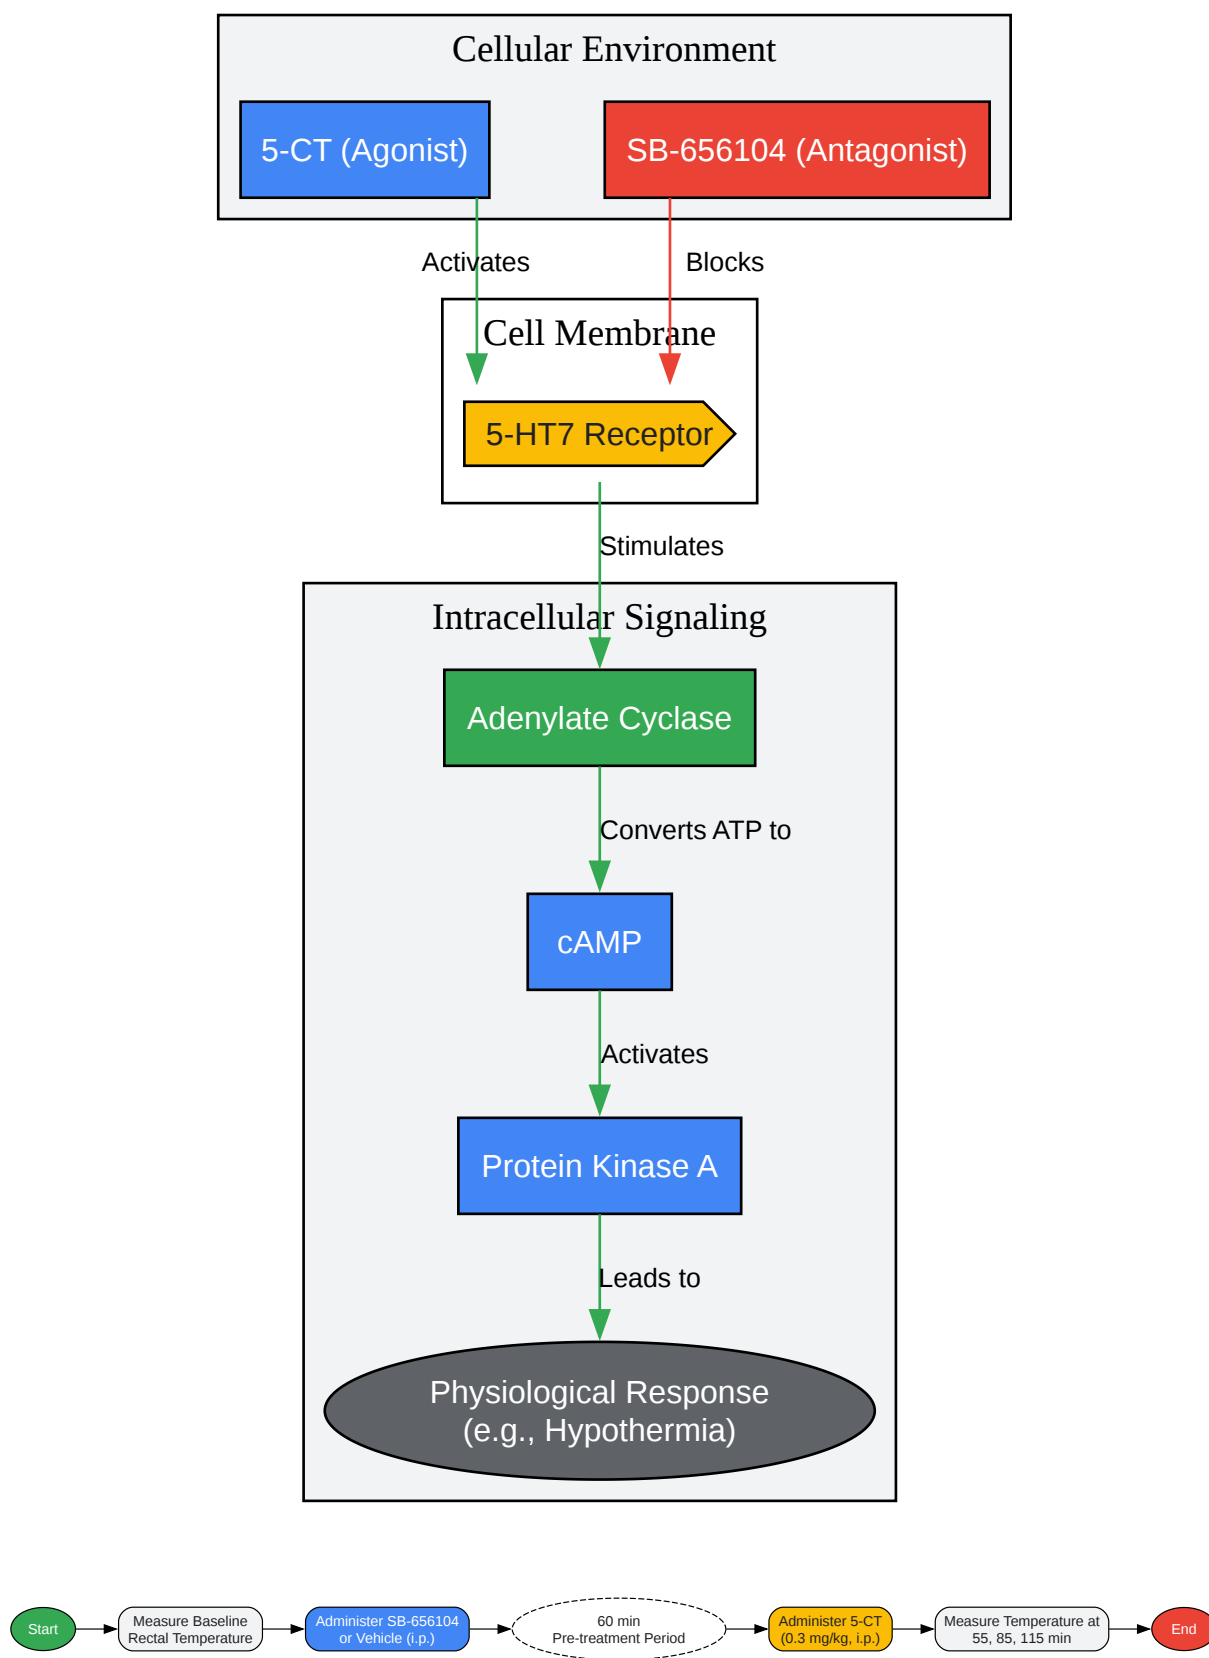 Cellular Environment
5-CT (Agonist)
SB-656104 (Antagonist)
Activates
Blocks
Cell Membrane
5-HT7 Receptor
Stimulates
Intracellular Signaling
Adenylate Cyclase
Converts ATP to
cAMP
Activates
Protein Kinase A
Leads to
Physiological Response
(e.g., Hypothermia)
Start
Measure Baseline
Rectal Temperature
Administer SB-656104
or Vehicle (i.p.)
60 min
Pre-treatment Period
Administer 5-CT
(0.3 mg/kg, i.p.)
Measure Temperature at
55, 85, 115 min
End